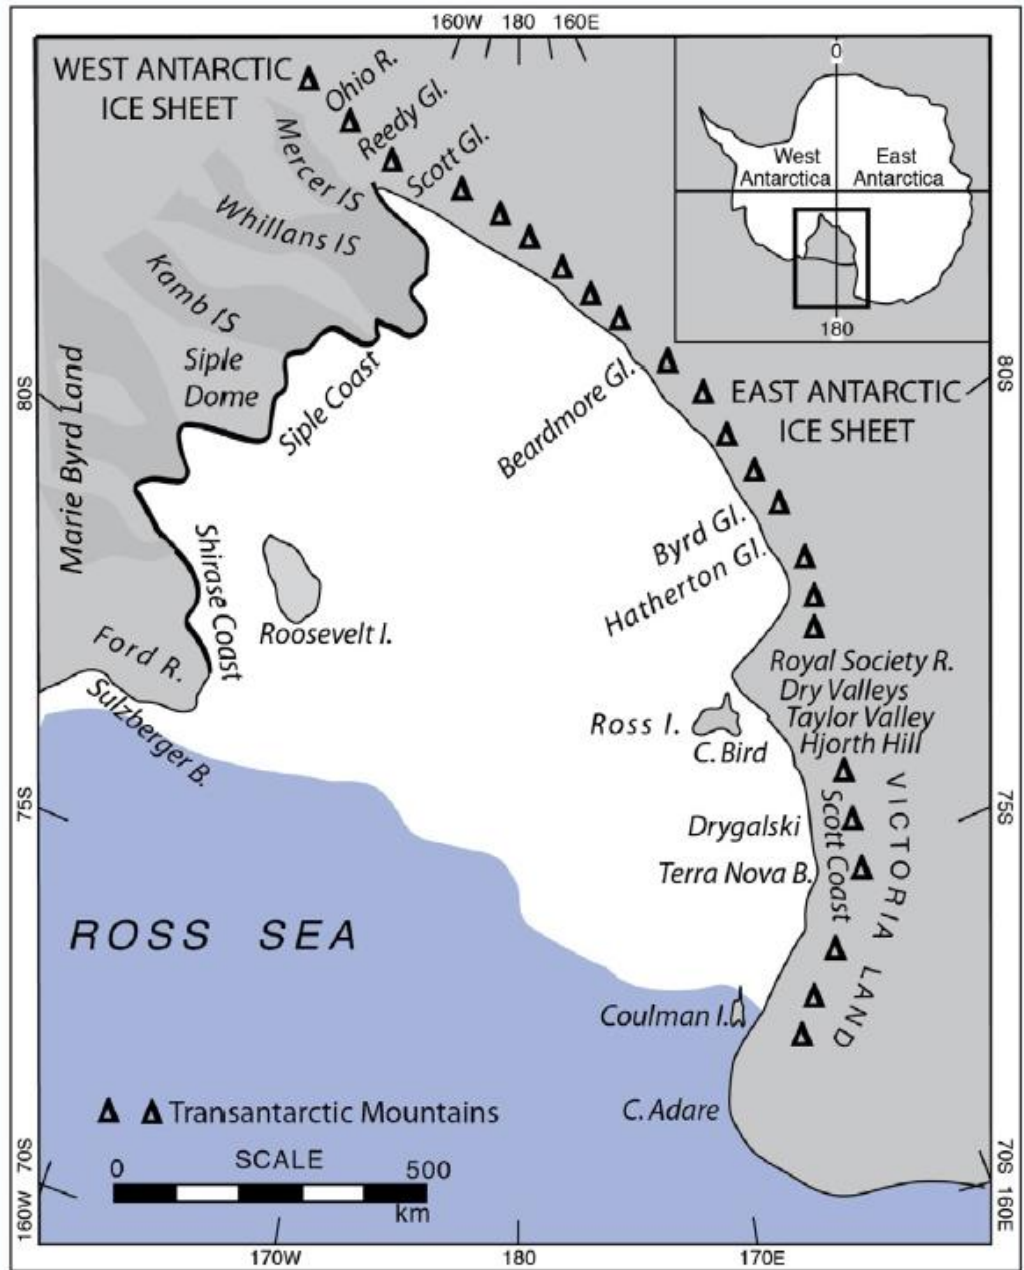 160W 180 160E
WEST ANTARCTIC
ICE SHEET
Ohio R.
Reedy Gl.
Scott Gl.
Mercer IS
Whillans IS
Kamb IS
Siple
Dome
Siple Coast
Marie Byrd Land
80S
0
West
Antarctica
East
Antarctica
180
80S
EAST ANTARCTIC
ICE SHEET
Beardmore Gl.
Byrd Gl.
Hatherton Gl.
Shirase Coast
Roosevelt I.
Ford R.
Sulzberger B.
Royal Society R.
Dry Valleys
Taylor Valley
Hjorth Hill
Ross I.
C. Bird
75S
75S
Drygalski
Terra Nova B.
Scott Coast
VICTORIA LAND
ROSS SEA
Coulman I.
C. Adare
Transantarctic Mountains
SCALE
0 500
km
70S
160W
70S
160E
170W 180 170E